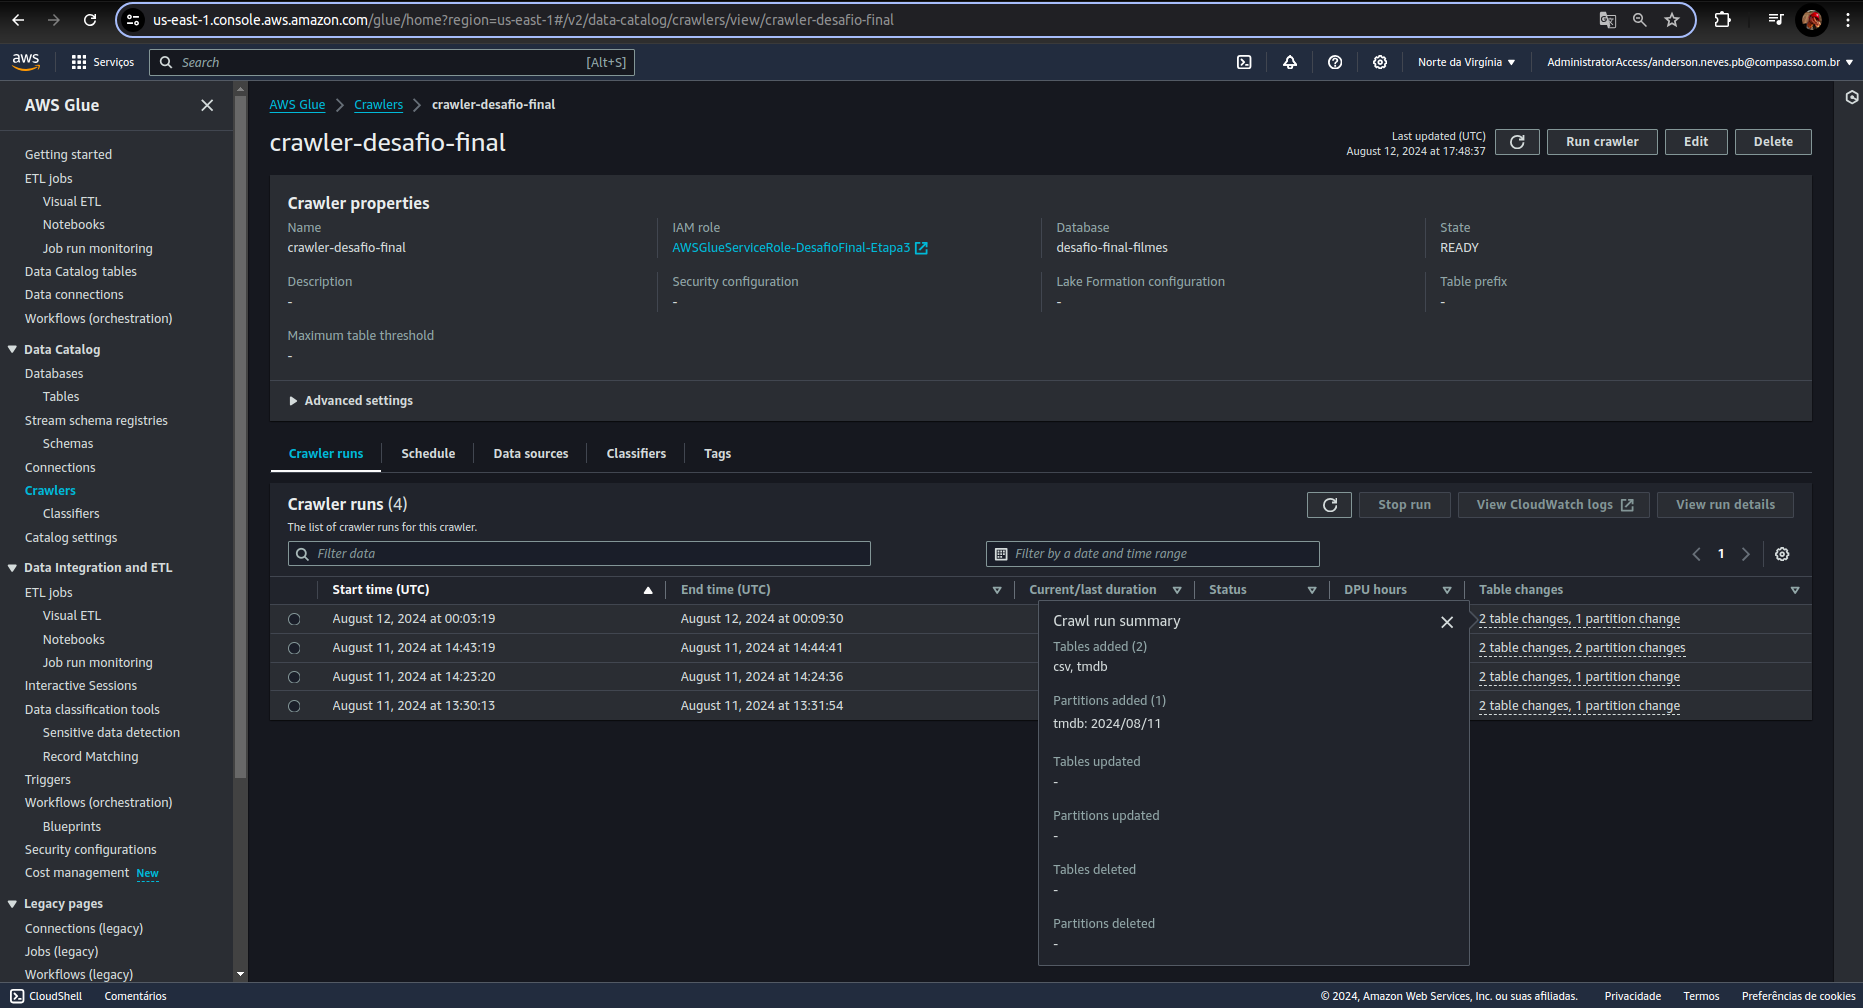 us-east-1.console.aws.amazon.com/glue/home?region=us-east-1#/v2/data-catalog/crawlers/view/crawler-desafio-final
aws
Serviços
Search
[Alt+S]
Norte da Virgínia
AdministratorAccess/anderson.neves.pb@compasso.com.br
AWS Glue
Getting started
ETL jobs
Visual ETL
Notebooks
Job run monitoring
Data Catalog tables
Data connections
Workflows (orchestration)
Data Catalog
Databases
Tables
Stream schema registries
Schemas
Connections
Crawlers
Classifiers
Catalog settings
Data Integration and ETL
ETL jobs
Visual ETL
Notebooks
Job run monitoring
Interactive Sessions
Data classification tools
Sensitive data detection
Record Matching
Triggers
Workflows (orchestration)
Blueprints
Security configurations
Cost management New
Legacy pages
Connections (legacy)
Jobs (legacy)
Workflows (legacy)
AWS Glue
Crawlers
crawler-desafio-final
crawler-desafio-final
Last updated (UTC)
August 12, 2024 at 17:48:37
Run crawler
Edit
Delete
Crawler properties
Name
crawler-desafio-final
IAM role
AWSGlueServiceRole-DesafioFinal-Etapa3
Database
desafio-final-filmes
State
READY
Description
-
Security configuration
-
Lake Formation configuration
-
Table prefix
-
Maximum table threshold
-
Advanced settings
Crawler runs
Schedule
Data sources
Classifiers
Tags
Crawler runs (4)
The list of crawler runs for this crawler.
Stop run
View CloudWatch logs
View run details
Filter data
Filter by a date and time range
1
Start time (UTC)
End time (UTC)
Current/last duration
Status
DPU hours
Table changes
August 12, 2024 at 00:03:19
August 12, 2024 at 00:09:30
2 table changes, 1 partition change
August 11, 2024 at 14:43:19
August 11, 2024 at 14:44:41
2 table changes, 2 partition changes
August 11, 2024 at 14:23:20
August 11, 2024 at 14:24:36
2 table changes, 1 partition change
August 11, 2024 at 13:30:13
August 11, 2024 at 13:31:54
2 table changes, 1 partition change
Crawl run summary
Tables added (2)
csv, tmdb
Partitions added (1)
tmdb: 2024/08/11
Tables updated
-
Partitions updated
-
Tables deleted
-
Partitions deleted
-
CloudShell
Comentários
© 2024, Amazon Web Services, Inc. ou suas afiliadas.
Privacidade
Termos
Preferências de cookies